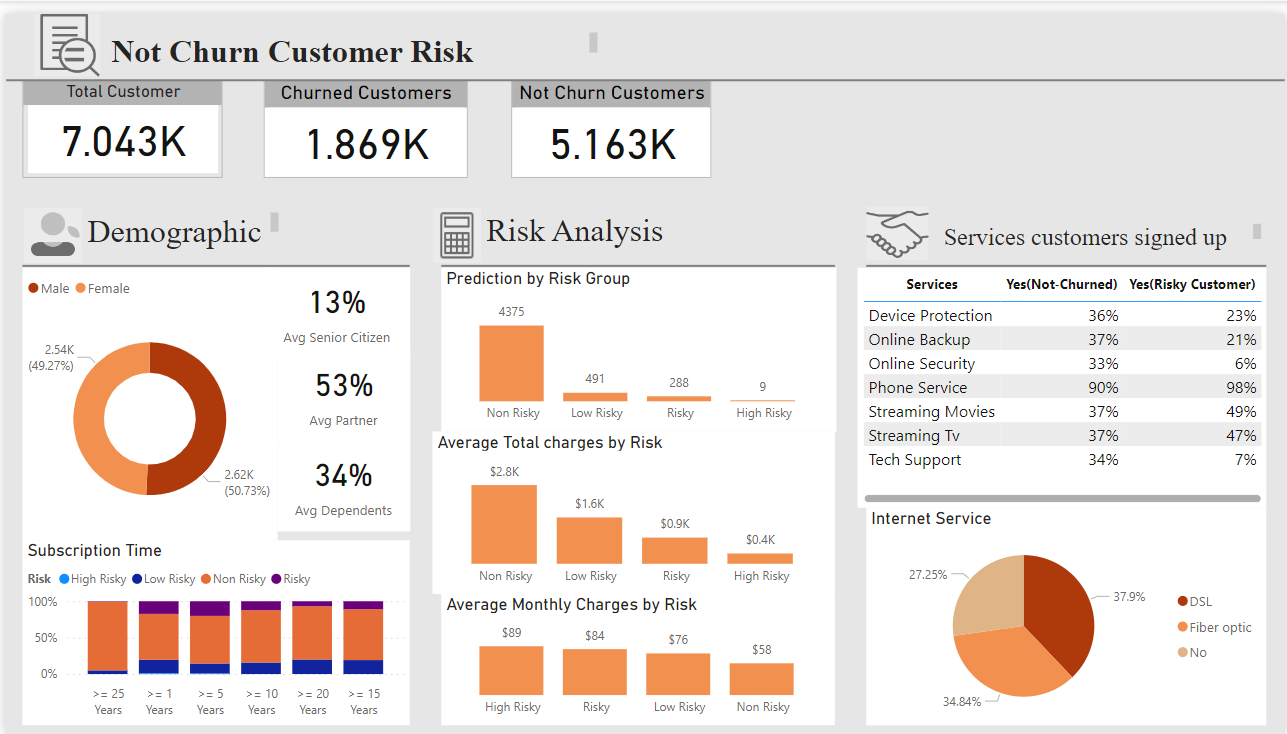 Not Churn Customer Risk
Total Customer
7.043K
Churned Customers
1.869K
Not Churn Customers
5.163K
Demographic
Male Female
2.54K
(49.27%)
2.62K
(50.73%)
13%
Avg Senior Citizen
53%
Avg Partner
34%
Avg Dependents
Subscription Time
Risk High Risky Low Risky Non Risky Risky
100%
50%
0%
>= 25 Years
>= 1 Years
>= 5 Years
>= 10 Years
>= 20 Years
>= 15 Years
Risk Analysis
Prediction by Risk Group
4375 491 288 9
Non Risky Low Risky Risky High Risky
Average Total charges by Risk
$2.8K $1.6K $0.9K $0.4K
Non Risky Low Risky Risky High Risky
Average Monthly Charges by Risk
$89 $84 $76 $58
High Risky Risky Low Risky Non Risky
Services customers signed up
Services Yes(Not-Churned) Yes(Risky Customer)
Device Protection 36% 23%
Online Backup 37% 21%
Online Security 33% 6%
Phone Service 90% 98%
Streaming Movies 37% 49%
Streaming Tv 37% 47%
Tech Support 34% 7%
Internet Service
27.25%
37.9%
34.84%
DSL
Fiber optic
No